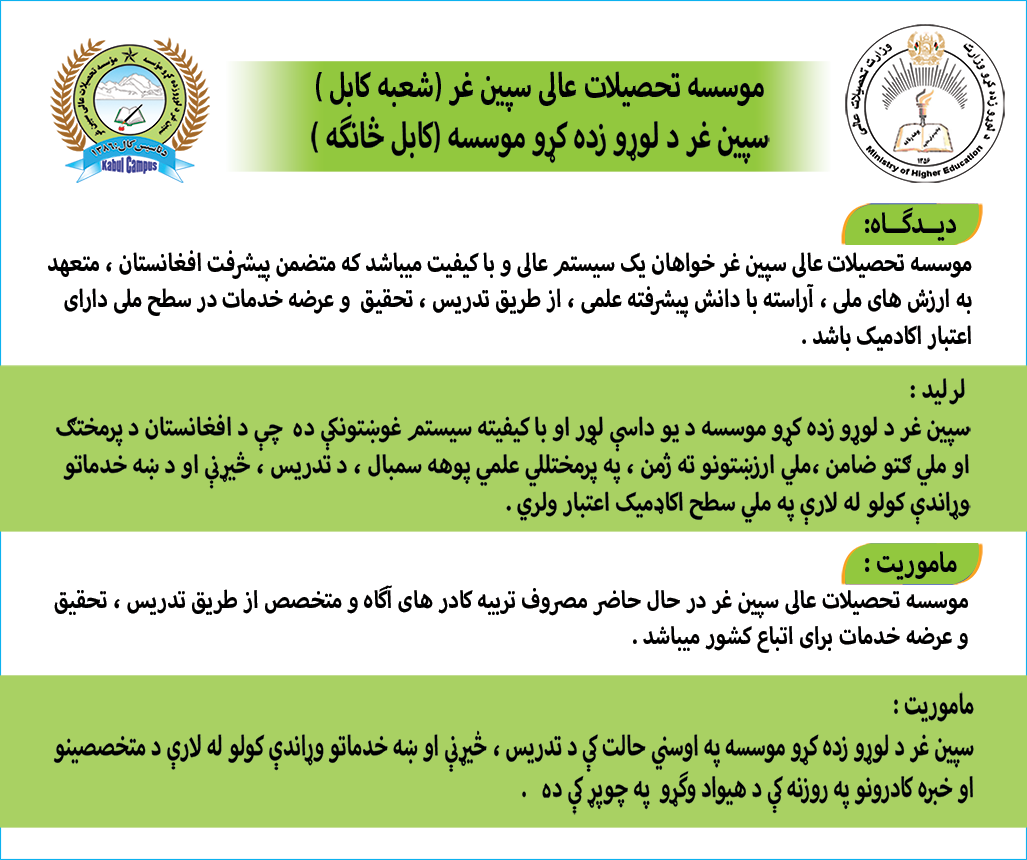 موسسه تحصیلات عالی سپین غر (شعبه کابل )
سپین غر د لوړو زده کړو موسسه (کابل څانگه )
د تاسیس کال: ۱۳۸۶
Kabul Campus
وزارت تحصیلات عالی
د لوړو زده کړو وزارت
۱۳۵۶
Ministry of Higher Education
دیـدگـاه:
موسسه تحصیلات عالی سپین غر خواهان یک سیستم عالی و با کیفیت میباشد که متضمن پیشرفت افغانستان ، متعهد
به ارزش های ملی ، آراسته با دانش پیشرفته علمی ، از طریق تدریس ، تحقیق و عرضه خدمات در سطح ملی دارای
اعتبار اکادمیک باشد .
لرلید :
سپین غر د لوړو زده کړو موسسه د یو داسې لوړ او با کیفیته سیستم غوښتونکې ده چې د افغانستان د پرمختګ
او ملي ګټو ضامن ،ملي ارزښتونو ته ژمن ، په پرمختللي علمي پوهه سمبال ، د تدریس ، څیړنې او د ښه خدماتو
وړاندې کولو له لارې په ملي سطح اکاډمیک اعتبار ولري .
ماموریت :
موسسه تحصیلات عالی سپین غر در حال حاضر مصروف تربیه کادر های آگاه و متخصص از طریق تدریس ، تحقیق
و عرضه خدمات برای اتباع کشور میباشد .
ماموریت :
سپین غر د لوړو زده کړو موسسه په اوسني حالت کې د تدریس ، څیړنې او ښه خدماتو وړاندې کولو له لارې د متخصصینو
او خبره کادرونو په روزنه کې د هیواد وګړو په چوپړ کې ده .